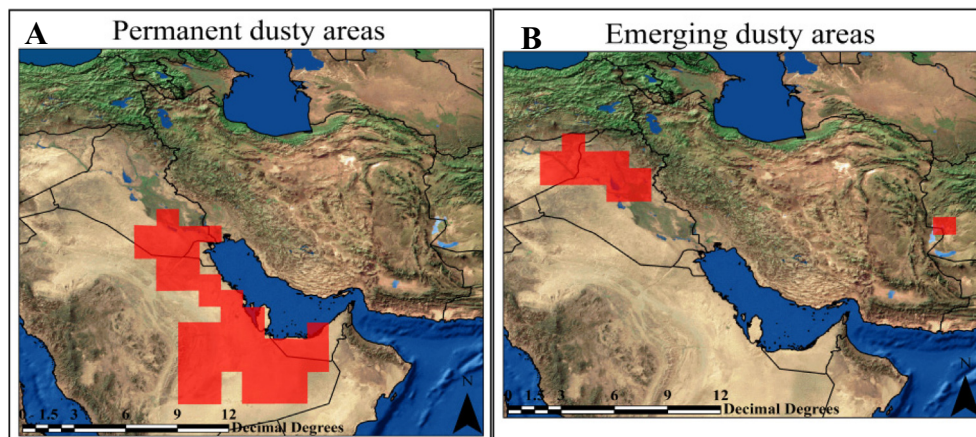 A
Permanent dusty areas
N
0 1.5 3 6 9 12
Decimal Degrees
B
Emerging dusty areas
N
0 1.5 3 6 9 12
Decimal Degrees